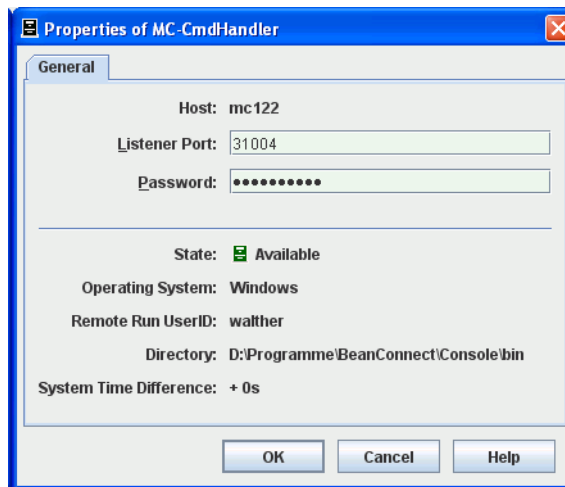 Properties of MC-CmdHandler
General
Host: mc122
Listener Port: 31004
Password: ●●●●●●●●●●
State: Available
Operating System: Windows
Remote Run UserID: walther
Directory: D:\Programme\BeanConnect\Console\bin
System Time Difference: + 0s
OK Cancel Help